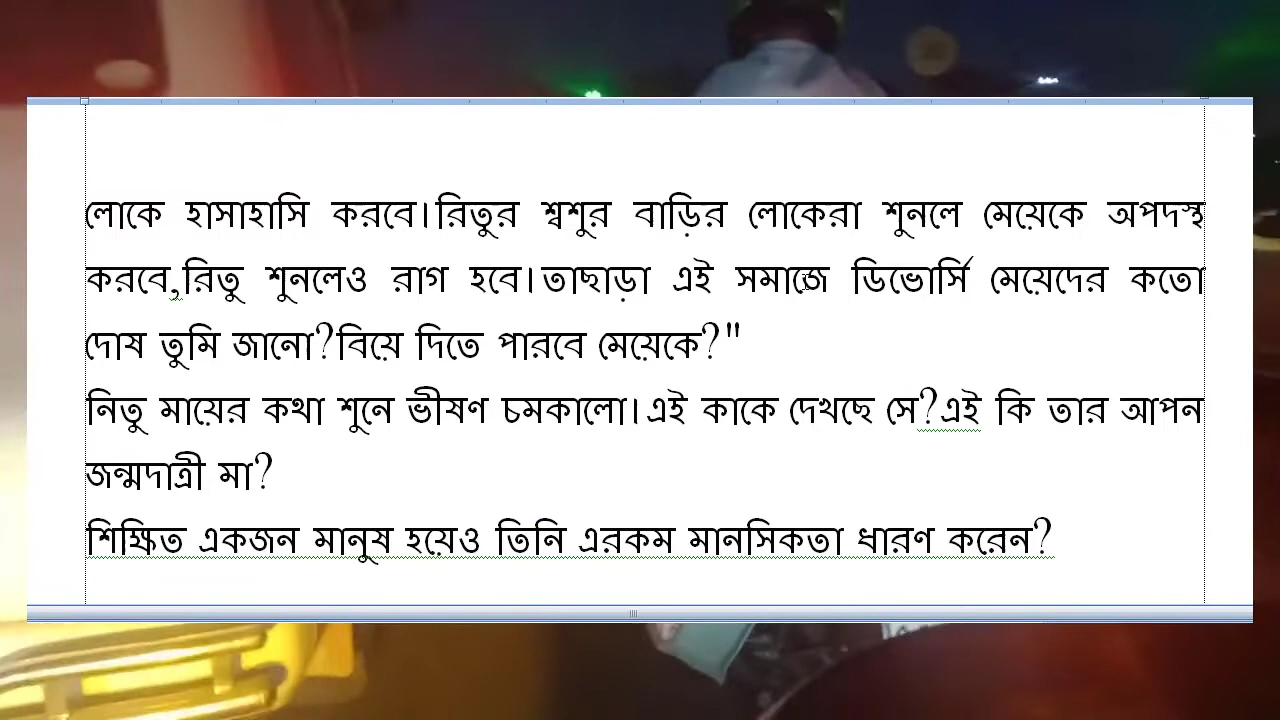 লোকে হাসাহাসি করবে।রিতুর শ্বশুর বাড়ির লোকেরা শুনলে মেয়েকে অপদস্থ
করবে,রিতু শুনলেও রাগ হবে।তাছাড়া এই সমাজে ডিভোর্সি মেয়েদের কতো
দোষ তুমি জানো?বিয়ে দিতে পারবে মেয়েকে?"
নিতু মায়ের কথা শুনে ভীষণ চমকালো।এই কাকে দেখছে সে?এই কি তার আপন
জন্মদাত্রী মা?
শিক্ষিত একজন মানুষ হয়েও তিনি এরকম মানসিকতা ধারণ করেন?